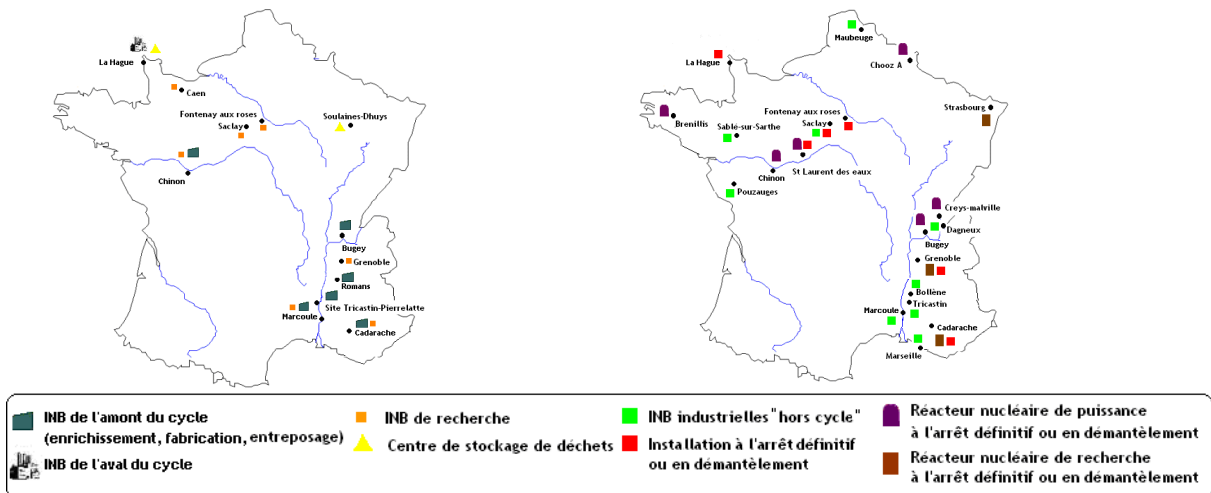 La Hague
Caen
Fontenay aux roses
Saclay
Soulaines-Dhuys
Chinon
Bugey
Grenoble
Romans
Site Tricastin-Pierrelatte
Marcoule
Cadarache
Maubeuge
Chooz A
La Hague
Strasbourg
Fontenay aux roses
Brenillis
Sablé-sur-Sarthe
Saclay
St Laurent des eaux
Chinon
Pouzauges
Creys-malville
Dagneux
Bugey
Grenoble
Bollène
Tricastin
Marcoule
Cadarache
Marseille
INB de l'amont du cycle
(enrichissement, fabrication, entreposage)
INB de l'aval du cycle
INB de recherche
Centre de stockage de déchets
INB industrielles "hors cycle"
Installation à l'arrêt définitif
ou en démantèlement
Réacteur nucléaire de puissance
à l'arrêt définitif ou en démantèlement
Réacteur nucléaire de recherche
à l'arrêt définitif ou en démantèlement